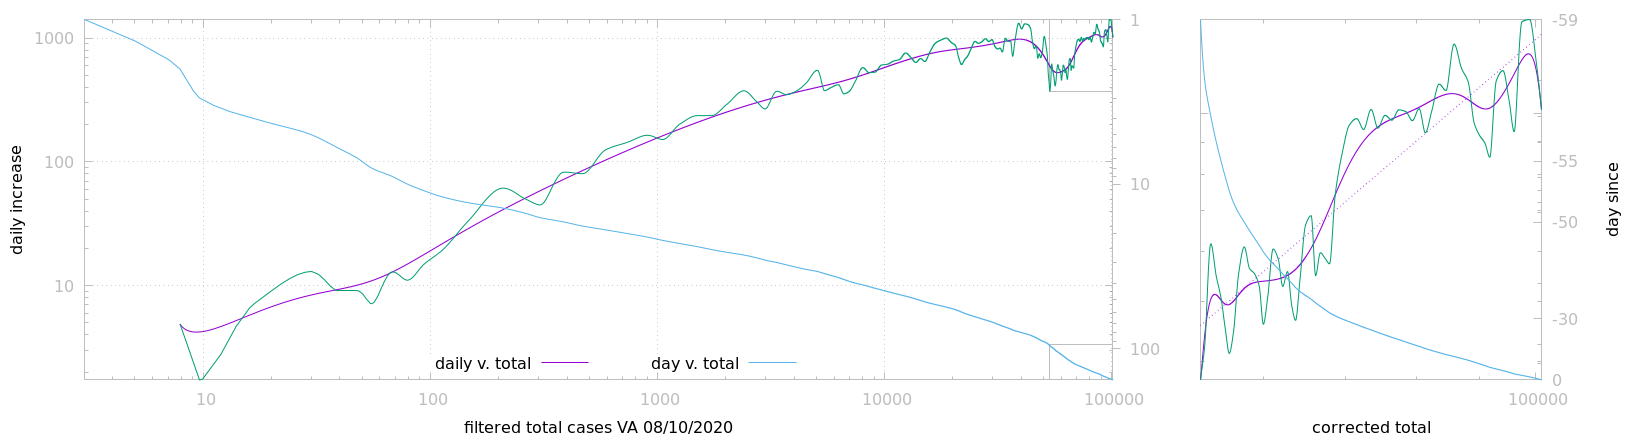 1000
100
10
daily increase
10
100
1000
10000
100000
filtered total cases VA 08/10/2020
daily v. total
day v. total
1
10
100
-59
-55
-50
-30
0
day since
100000
corrected total